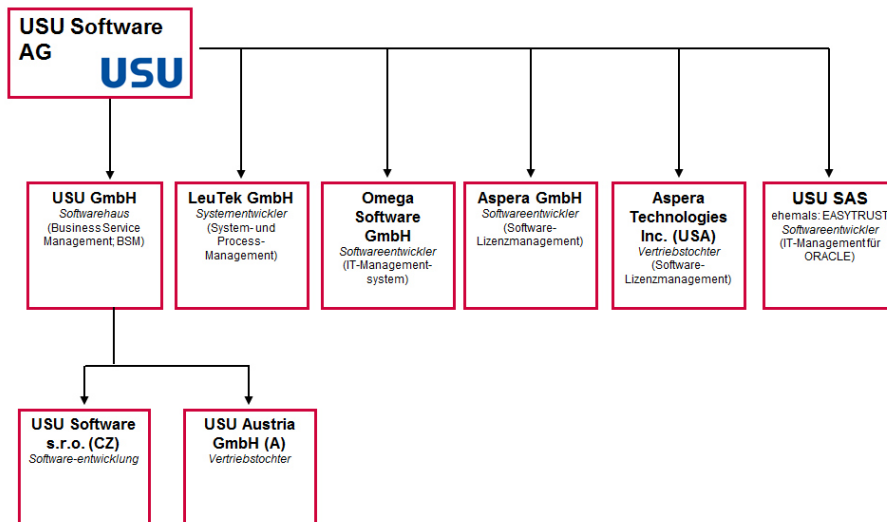 USU Software
AG
USU
USU GmbH
Softwarehaus
(Business Service
Management; BSM)
LeuTek GmbH
Systementwickler
(System- und
Process-
Management)
Omega
Software
GmbH
Softwareentwickler
(IT-Management-
system)
Aspera GmbH
Softwareentwickler
(Software-
Lizenzmanagement)
Aspera
Technologies
Inc. (USA)
Vertriebstochter
(Software-
Lizenzmanagement)
USU SAS
ehemals: EASYTRUST
Softwareentwickler
(IT-Management für
ORACLE)
USU Software
s.r.o. (CZ)
Software-entwicklung
USU Austria
GmbH (A)
Vertriebstochter